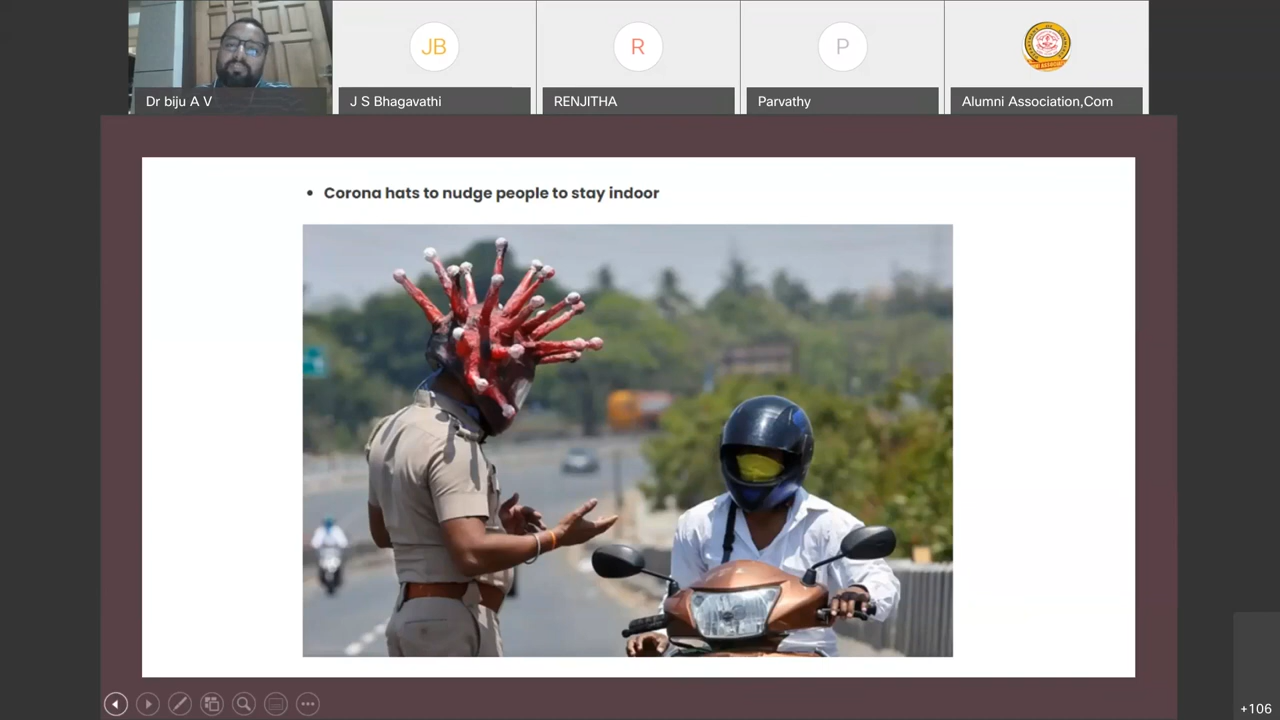 JB
R
P
Dr biju A V
J S Bhagavathi
RENJITHA
Parvathy
Alumni Association,Com
• Corona hats to nudge people to stay indoor
+106